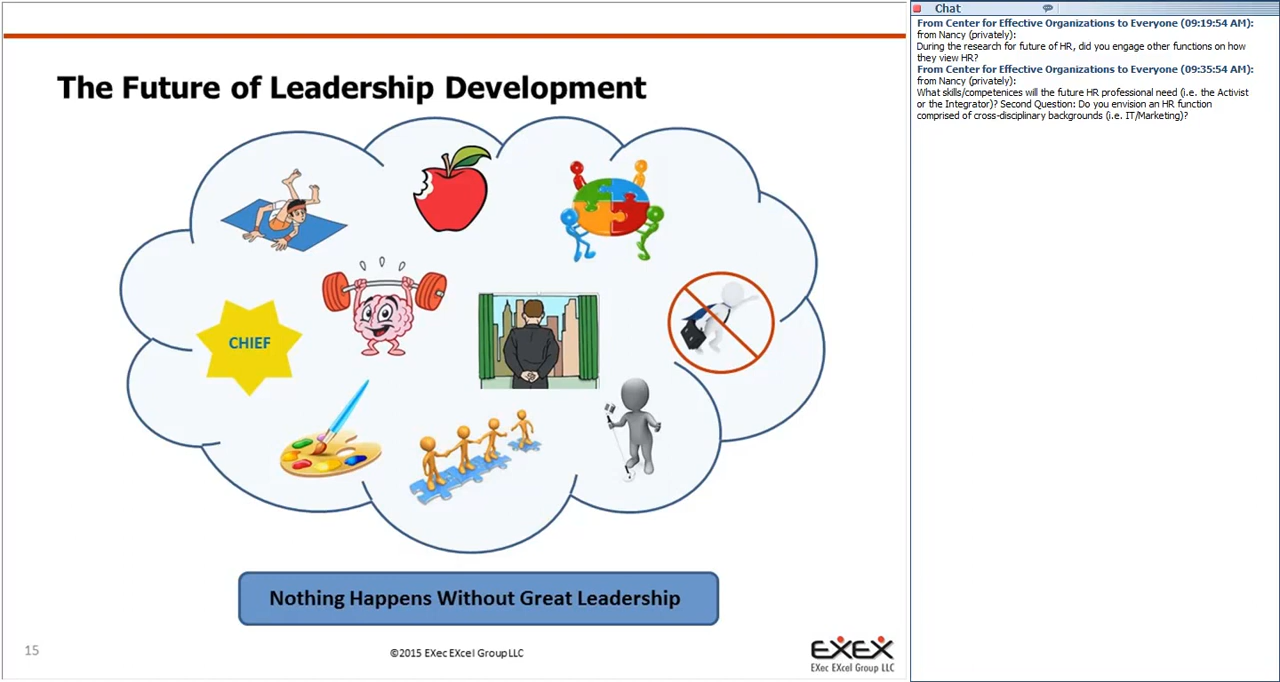 The Future of Leadership Development
CHIEF
Nothing Happens Without Great Leadership
15
©2015 EXec EXcel Group LLC
EXEX
EXec EXcel Group LLC
Chat
From Center for Effective Organizations to Everyone (09:19:54 AM):
from Nancy (privately):
During the research for future of HR, did you engage other functions on how
they view HR?
From Center for Effective Organizations to Everyone (09:35:54 AM):
from Nancy (privately):
What skills/competences will the future HR professional need (i.e. the Activist
or the Integrator)? Second Question: Do you envision an HR function
comprised of cross-disciplinary backgrounds (i.e. IT/Marketing)?